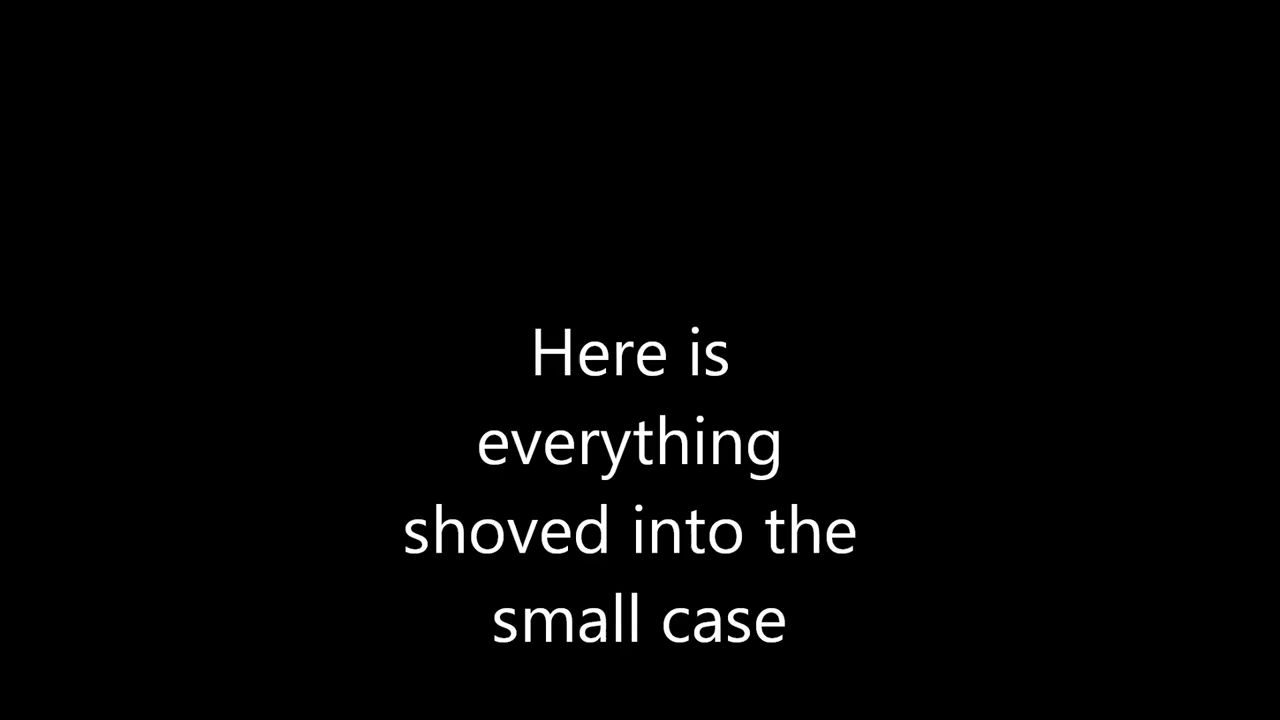 Here is
everything
shoved into the
small case